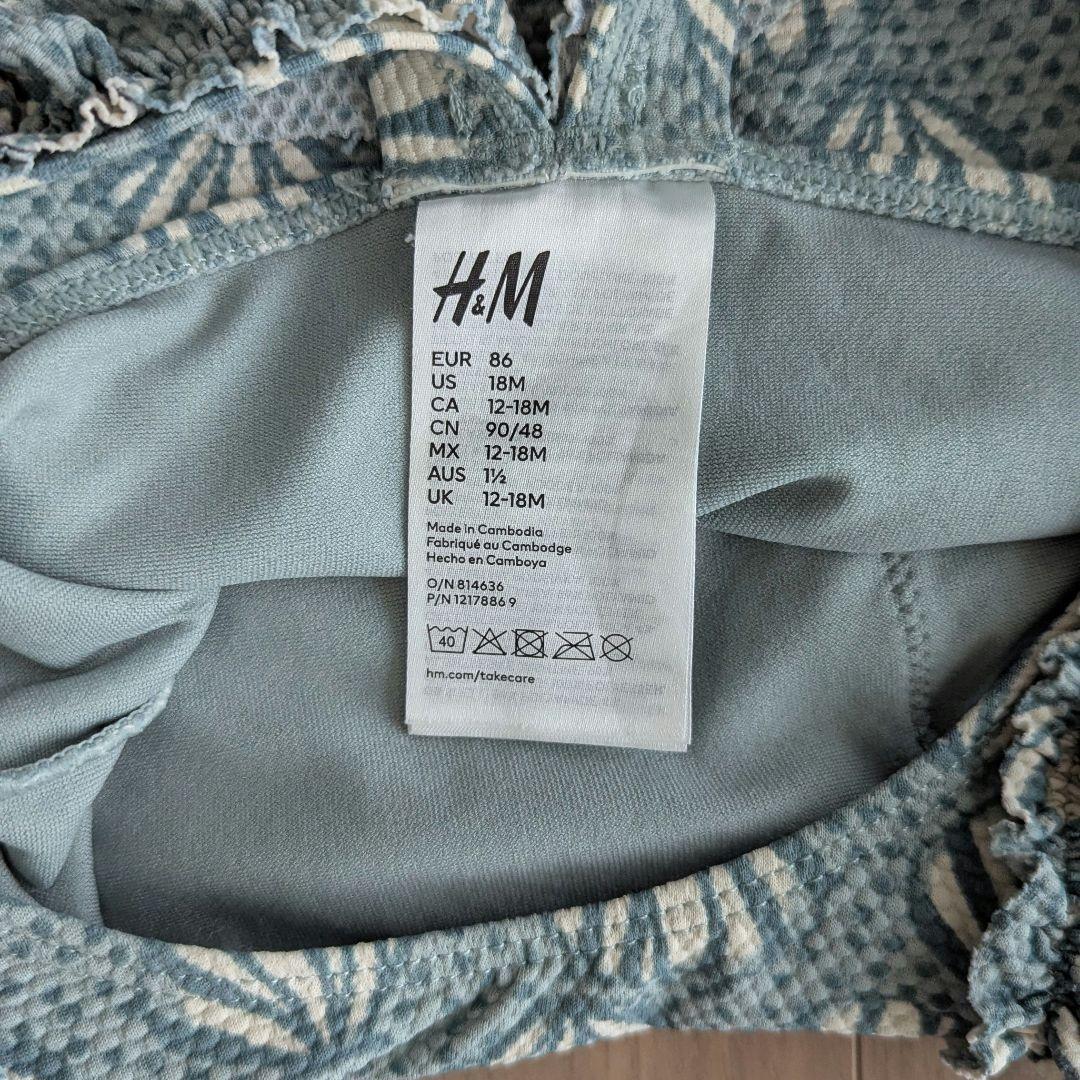 H&M
EUR 86
US 18M
CA 12-18M
CN 90/48
MX 12-18M
AUS 1½
UK 12-18M
Made in Cambodia
Fabriqué au Cambodge
Hecho en Camboya
O/N 814636
P/N 1217886 9
40
hm.com/takecare